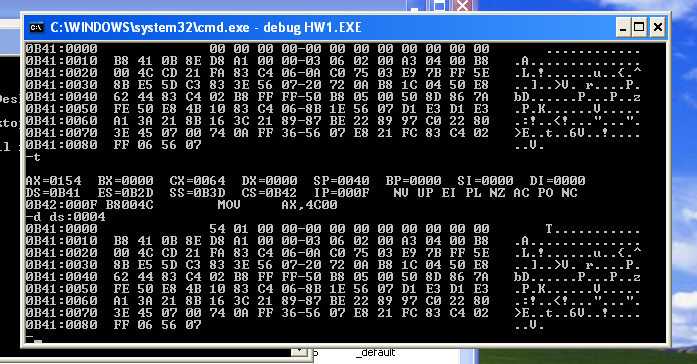 C:\WINDOWS\system32\cmd.exe - debug HW1.EXE
0B41:0000 00 00 00 00-00 00 00 00 00 00 00 00 ............
0B41:0010 B8 41 0B 8E D8 A1 00 00-03 06 02 00 A3 04 00 B8 .A..............
0B41:0020 00 4C CD 21 FA 83 C4 06-0A C0 75 03 E9 7B FF 5E .L.!......u..{.^
0B41:0030 8B E5 5D C3 83 3E 56 07-20 72 0A B8 1C 04 50 E8 ..]..>V. r....P.
0B41:0040 62 44 83 C4 02 B8 FF FF-50 B8 05 00 50 8D 86 7A bD......P...P..z
0B41:0050 FF 50 E8 4B 10 83 C4 06-8B 1E 56 07 D1 E3 D1 E3 .P.K......V.....
0B41:0060 A1 3A 21 8B 16 3C 21 89-87 BE 22 89 97 C0 22 80 .:!..<!..."...".
0B41:0070 3E 45 07 00 74 0A FF 36-56 07 E8 21 FC 83 C4 02 >E..t..6V..!....
0B41:0080 FF 06 56 07 ..V.
-t
AX=0154 BX=0000 CX=0064 DX=0000 SP=0040 BP=0000 SI=0000 DI=0000
DS=0B41 ES=0B2D SS=0B3D CS=0B42 IP=000F NV UP EI PL NZ AC PO NC
0B42:000F B8004C MOV AX,4C00
-d ds:0004
0B41:0000 54 01 00 00-00 00 00 00 00 00 00 00 T...........
0B41:0010 B8 41 0B 8E D8 A1 00 00-03 06 02 00 A3 04 00 B8 .A..............
0B41:0020 00 4C CD 21 FA 83 C4 06-0A C0 75 03 E9 7B FF 5E .L.!......u..{.^
0B41:0030 8B E5 5D C3 83 3E 56 07-20 72 0A B8 1C 04 50 E8 ..]..>V. r....P.
0B41:0040 62 44 83 C4 02 B8 FF FF-50 B8 05 00 50 8D 86 7A bD......P...P..z
0B41:0050 FF 50 E8 4B 10 83 C4 06-8B 1E 56 07 D1 E3 D1 E3 .P.K......V.....
0B41:0060 A1 3A 21 8B 16 3C 21 89-87 BE 22 89 97 C0 22 80 .:!..<!..."...".
0B41:0070 3E 45 07 00 74 0A FF 36-56 07 E8 21 FC 83 C4 02 >E..t..6V..!....
0B41:0080 FF 06 56 07 ..V.
-
_default